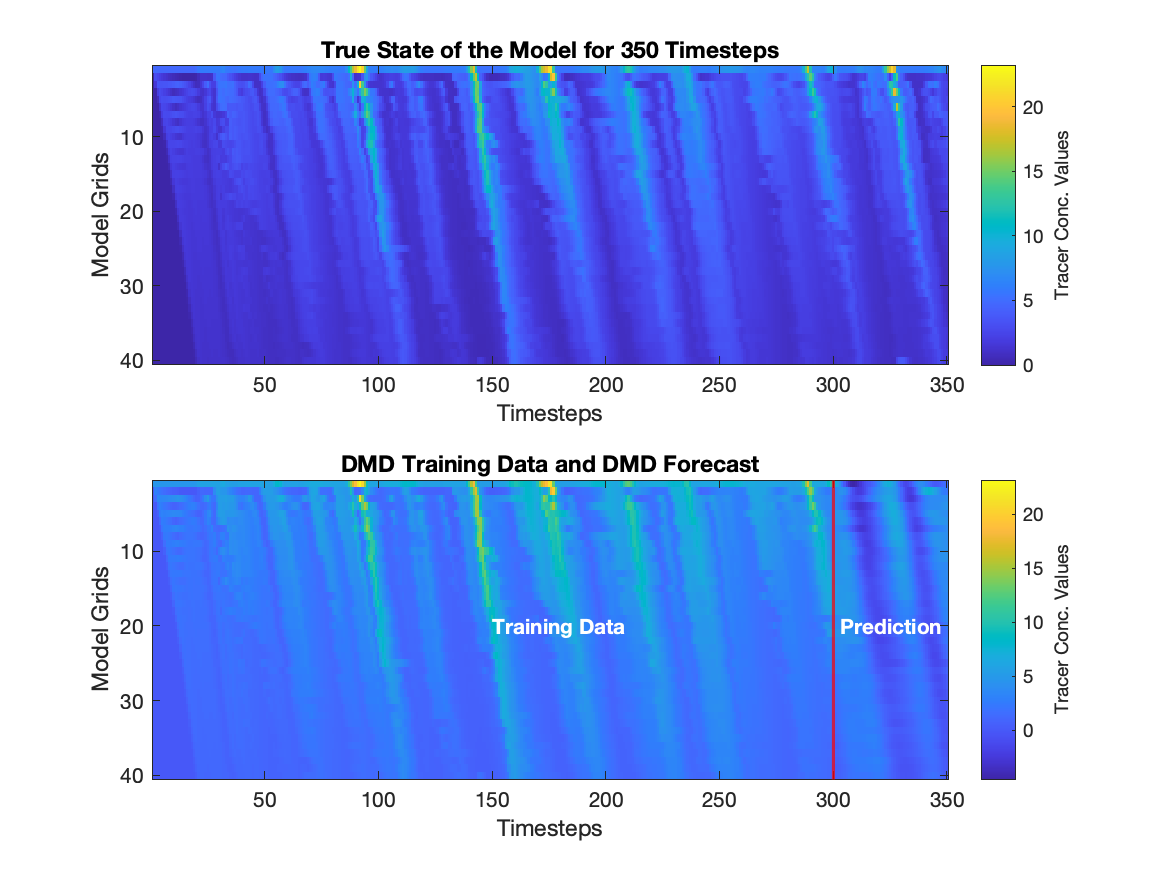 True State of the Model for 350 Timesteps
10
20
30
40
Model Grids
50 100 150 200 250 300 350
Timesteps
20
15
10
5
0
Tracer Conc. Values
DMD Training Data and DMD Forecast
10
20
30
40
Model Grids
Training Data
Prediction
50 100 150 200 250 300 350
Timesteps
20
15
10
5
0
Tracer Conc. Values